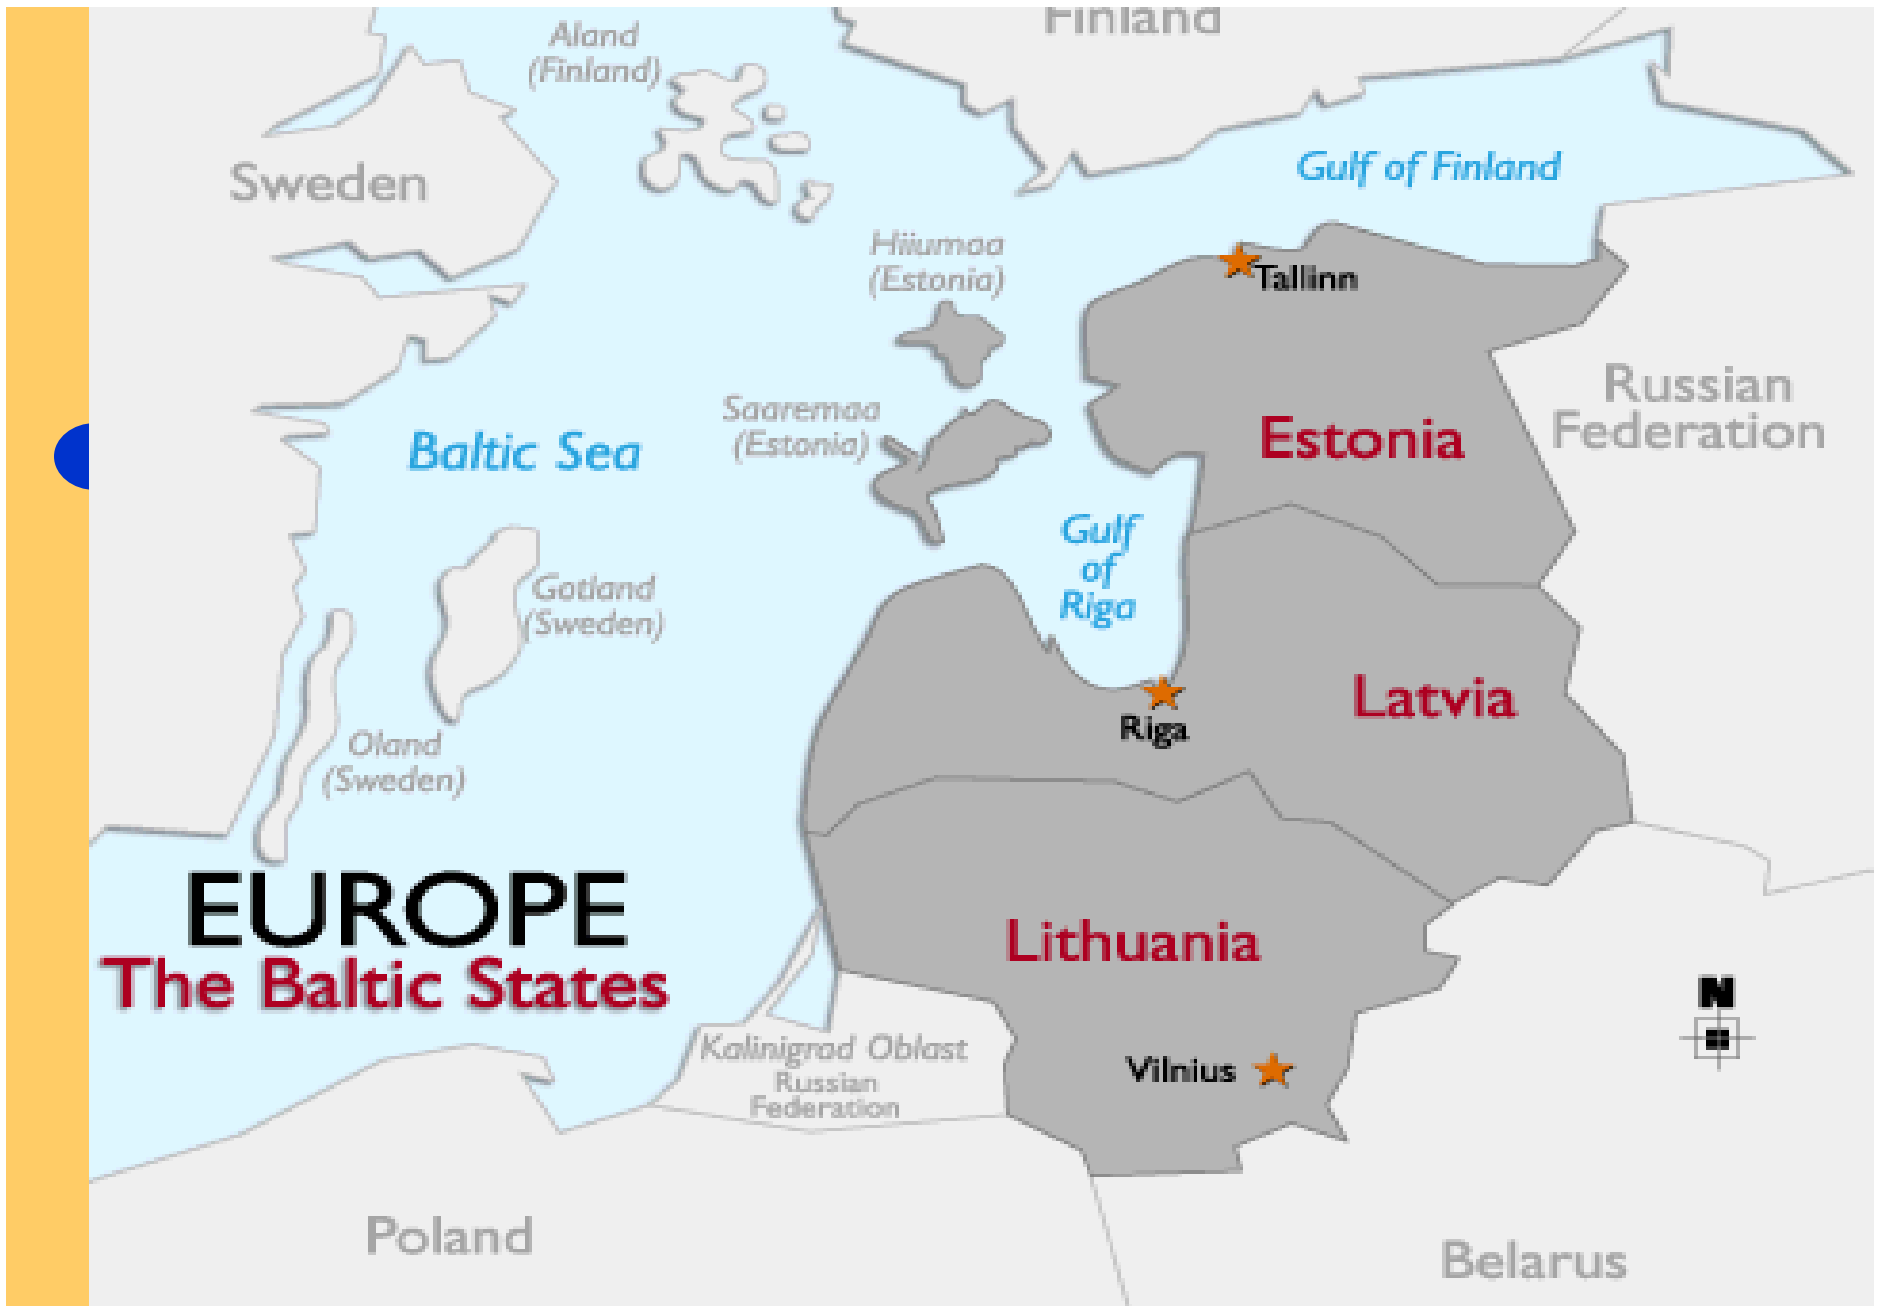 Finland
Aland
(Finland)
Gulf of Finland
Sweden
Hiiumaa
(Estonia)
Tallinn
Russian
Federation
Saaremaa
(Estonia)
Estonia
Baltic Sea
Gulf
of
Riga
Gotland
(Sweden)
Latvia
Riga
Oland
(Sweden)
EUROPE
The Baltic States
Lithuania
N
Kalinigrad Oblast
Russian
Federation
Vilnius
Poland
Belarus